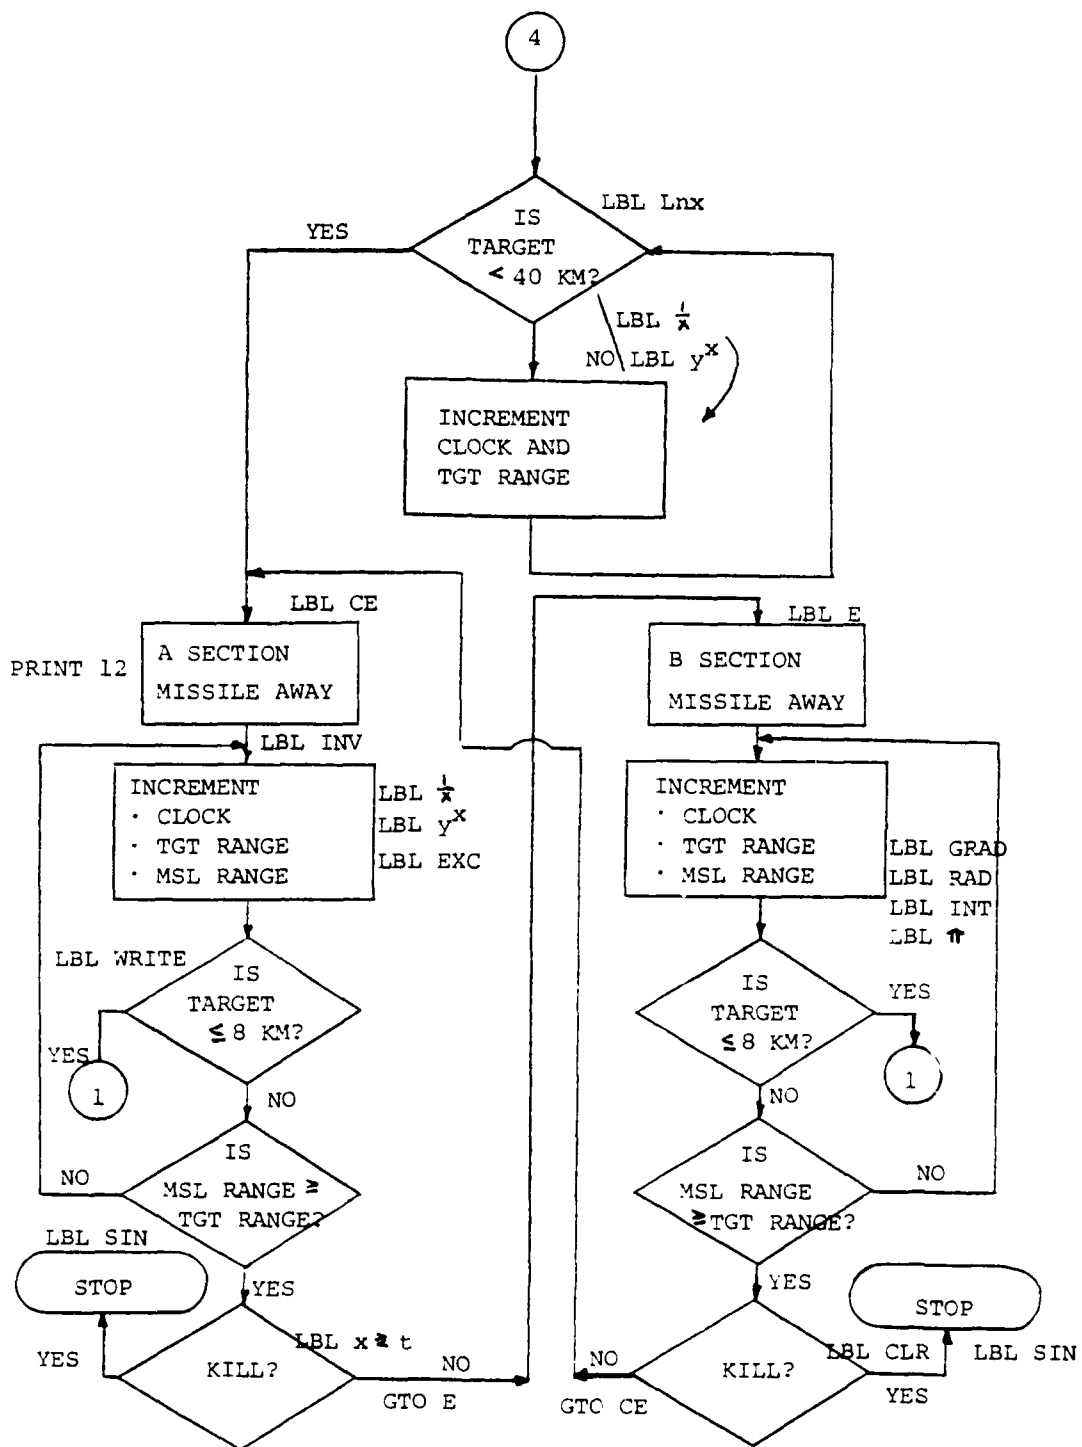 4
LBL Lnx
YES
IS
TARGET
< 40 KM?
LBL 1/x
NO LBL y^x
INCREMENT
CLOCK AND
TGT RANGE
LBL CE
PRINT 12
A SECTION
MISSILE AWAY
LBL INV
INCREMENT
· CLOCK
· TGT RANGE
· MSL RANGE
LBL 1/x
LBL y^x
LBL EXC
LBL WRITE
IS
TARGET
≤ 8 KM?
YES
1
NO
IS
MSL RANGE ≥
TGT RANGE?
NO
LBL SIN
STOP
YES
LBL x ≥ t
YES
KILL?
NO
GTO E
LBL E
B SECTION
MISSILE AWAY
INCREMENT
· CLOCK
· TGT RANGE
· MSL RANGE
LBL GRAD
LBL RAD
LBL INT
LBL π
IS
TARGET
≤ 8 KM?
YES
1
NO
IS
MSL RANGE
≥ TGT RANGE?
NO
YES
STOP
LBL CLR
LBL SIN
NO
KILL?
GTO CE
YES